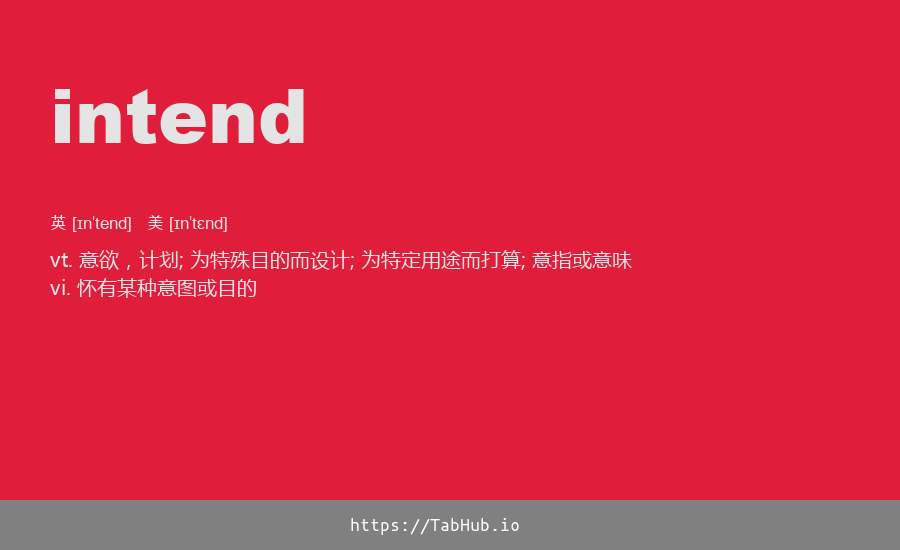 intend
英 [ɪn'tend] 美 [ɪn'tɛnd]
vt. 意欲，计划; 为特殊目的而设计; 为特定用途而打算; 意指或意味
vi. 怀有某种意图或目的
https://TabHub.io